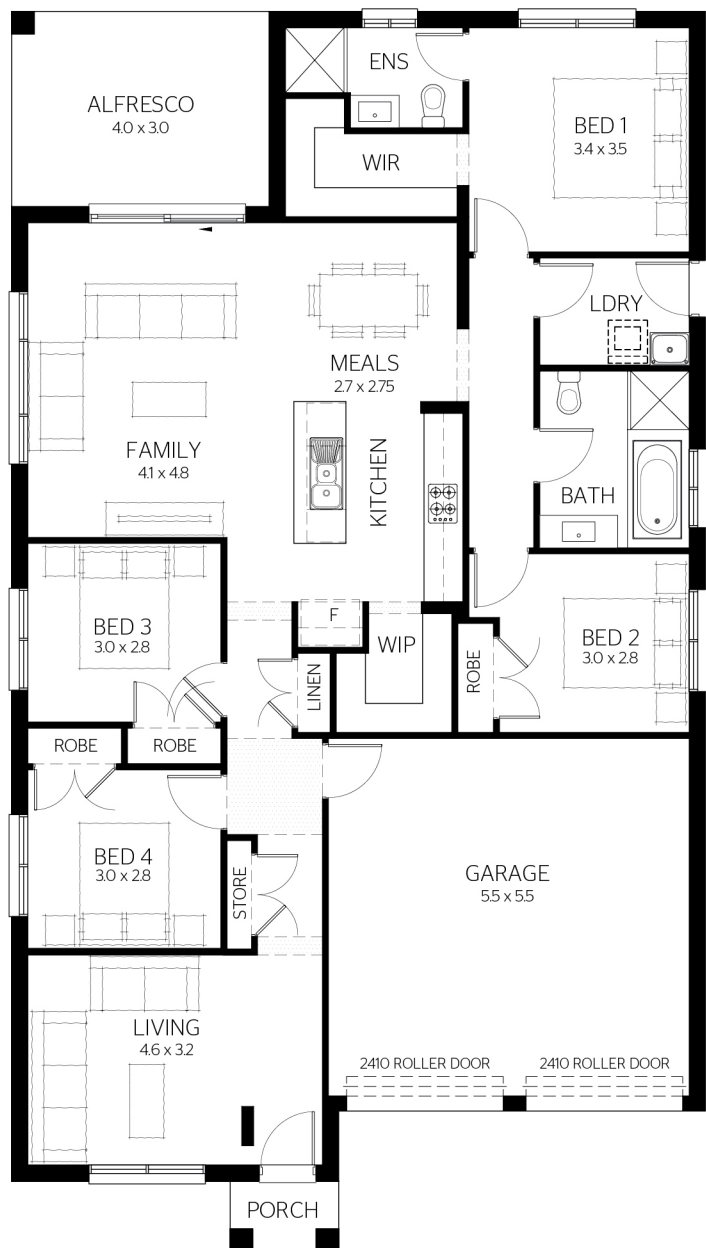 ENS
ALFRESCO
4.0 x 3.0
BED 1
3.4 x 3.5
WIR
LDRY
MEALS
2.7 x 2.75
FAMILY
4.1 x 4.8
KITCHEN
BATH
F
BED 3
3.0 x 2.8
WIP
BED 2
3.0 x 2.8
LINEN
ROBE
ROBE
ROBE
BED 4
3.0 x 2.8
GARAGE
5.5 x 5.5
STORE
LIVING
4.6 x 3.2
2410 ROLLER DOOR
2410 ROLLER DOOR
PORCH